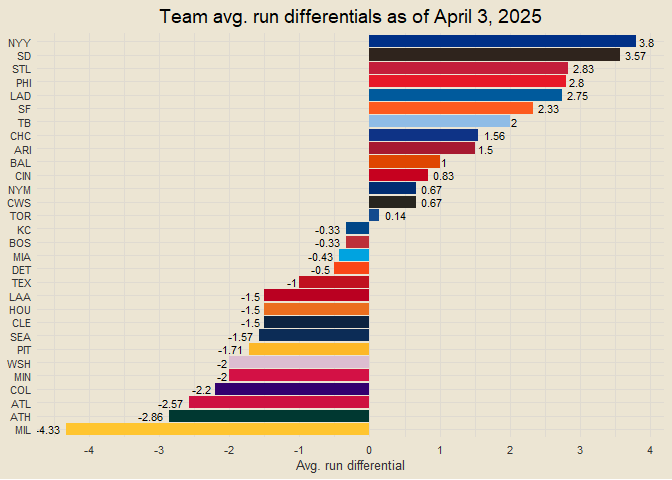 Team avg. run differentials as of April 3, 2025
NYY 3.8
SD 3.57
STL 2.83
PHI 2.8
LAD 2.75
SF 2.33
TB 2
CHC 1.56
ARI 1.5
BAL 1
CIN 0.83
NYM 0.67
CWS 0.67
TOR 0.14
KC -0.33
BOS -0.33
MIA -0.43
DET -0.5
TEX -1
LAA -1.5
HOU -1.5
CLE -1.5
SEA -1.57
PIT -1.71
WSH -2
MIN -2
COL -2.2
ATL -2.57
ATH -2.86
MIL -4.33
-4 -3 -2 -1 0 1 2 3 4
Avg. run differential